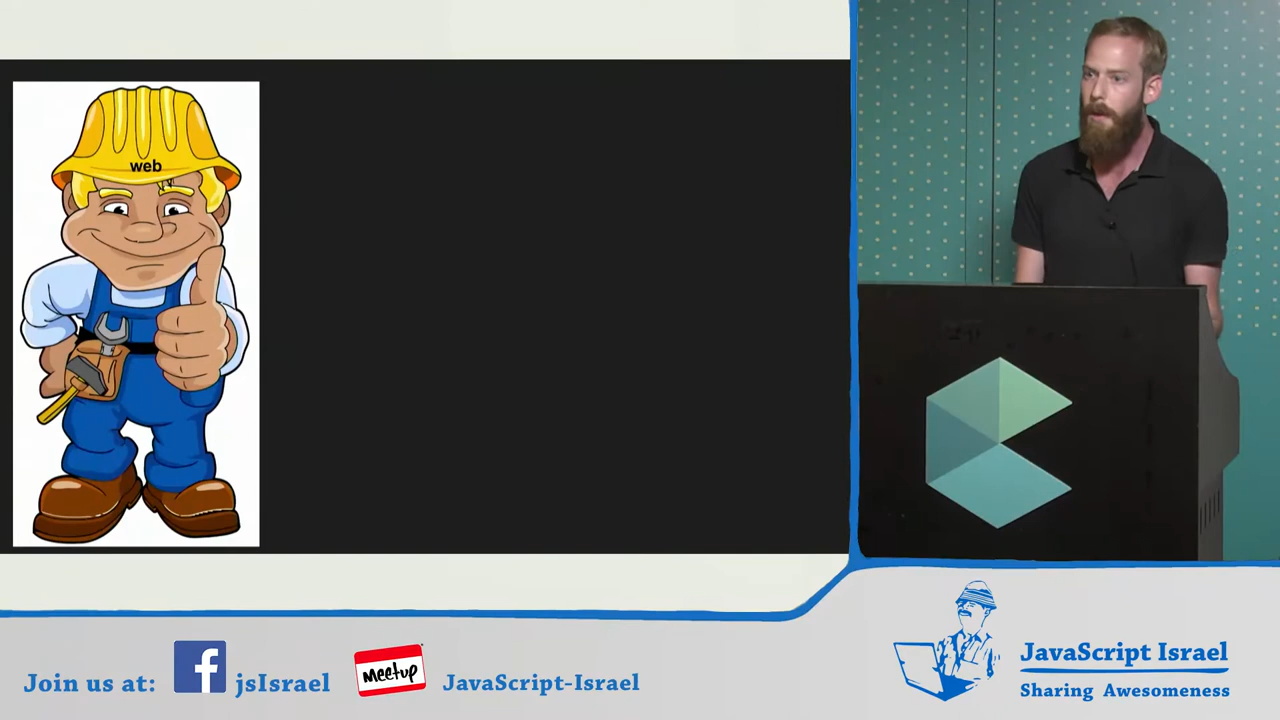 web
Join us at:
f
jsIsrael
meetup
JavaScript-Israel
JavaScript Israel
Sharing Awesomeness